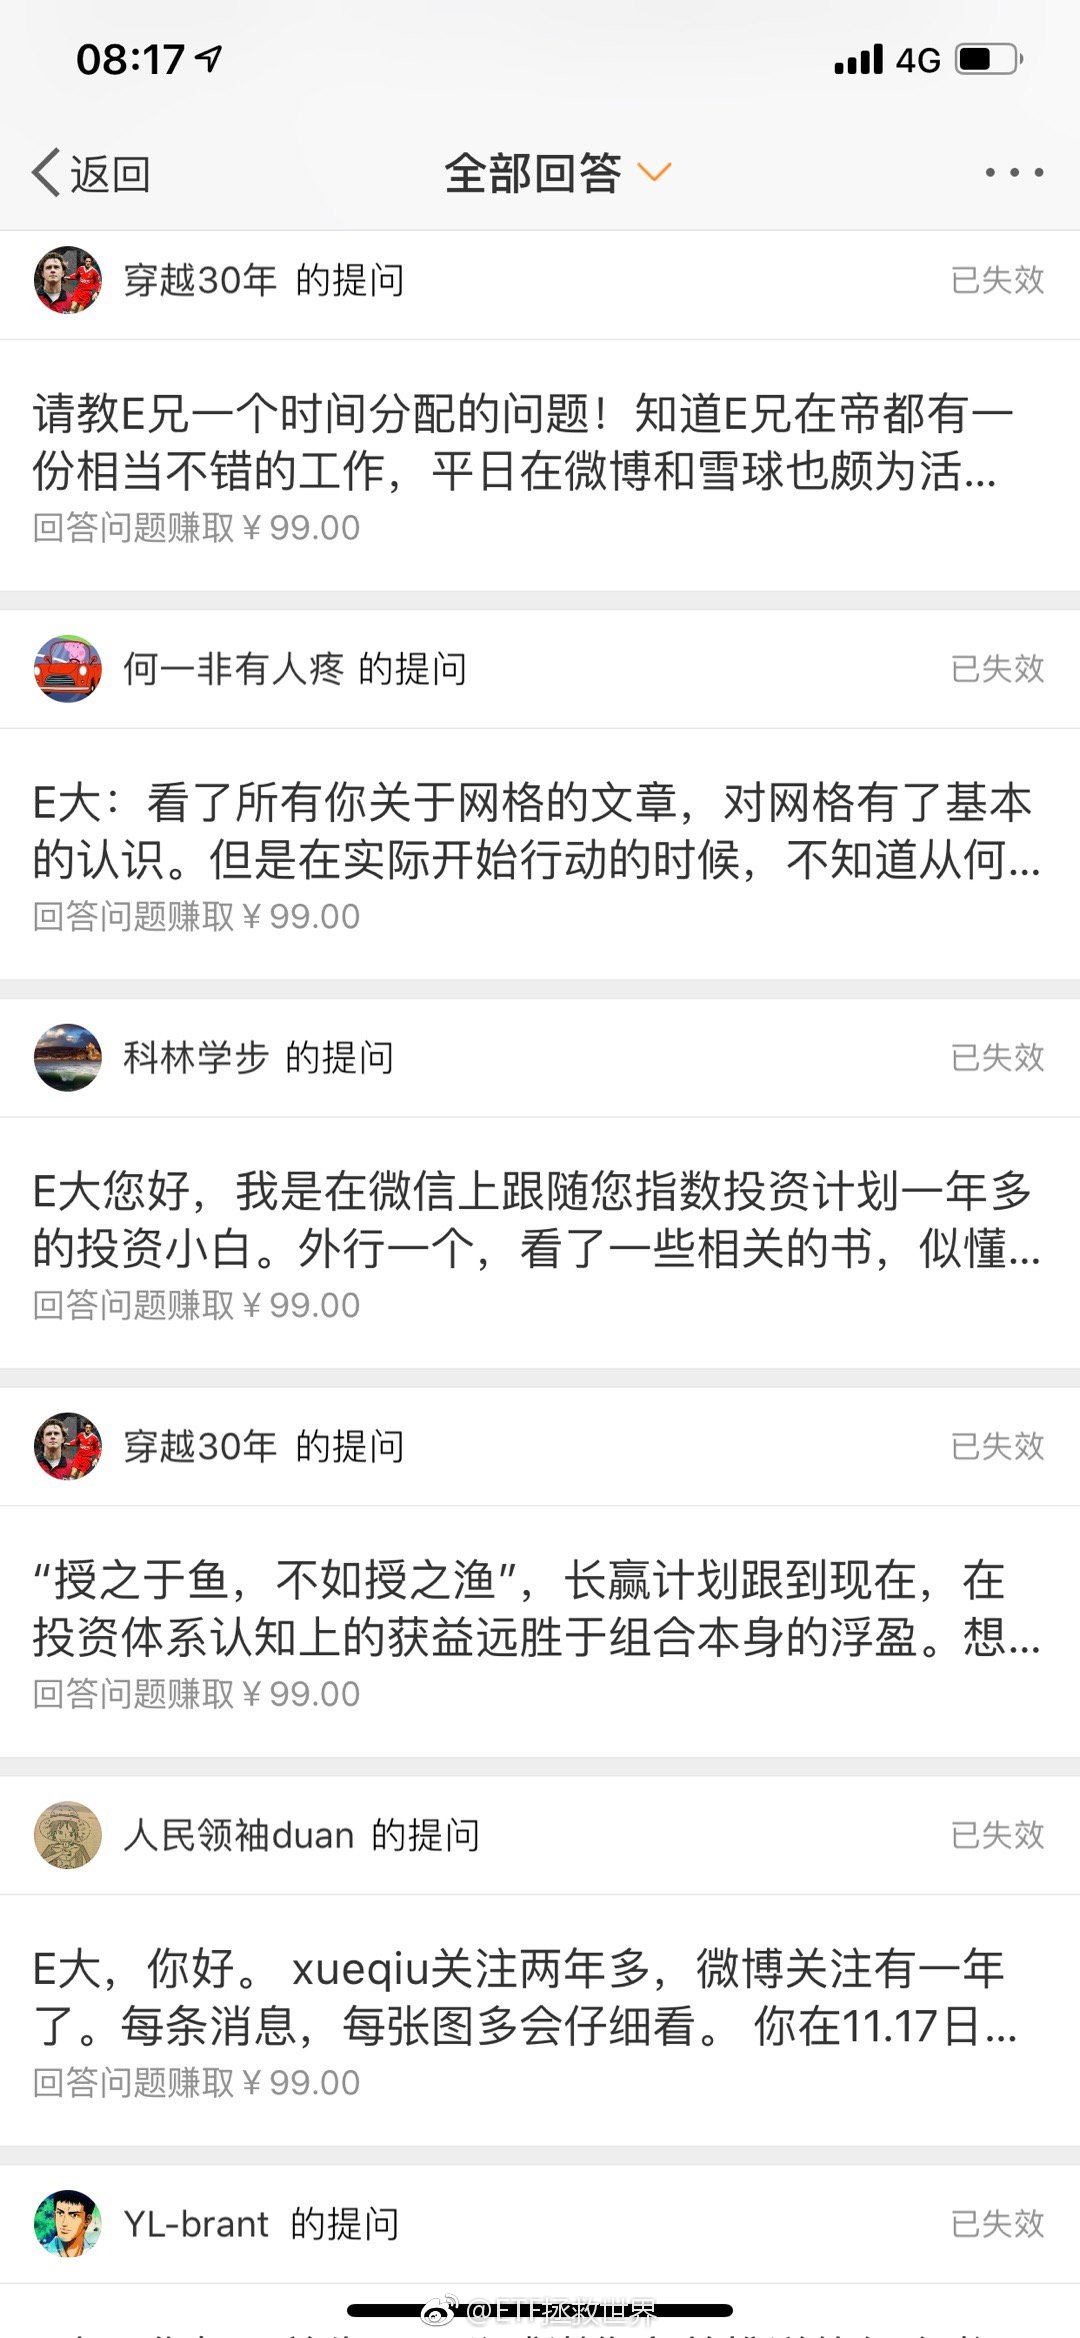 08:17
4G
返回
全部回答
穿越30年 的提问
已失效
请教E兄一个时间分配的问题！知道E兄在帝都有一
份相当不错的工作，平日在微博和雪球也颇为活...
回答问题赚取 ¥ 99.00
何一非有人疼 的提问
已失效
E大：看了所有你关于网格的文章，对网格有了基本
的认识。但是在实际开始行动的时候，不知道从何...
回答问题赚取 ¥ 99.00
科林学步 的提问
已失效
E大您好，我是在微信上跟随您指数投资计划一年多
的投资小白。外行一个，看了一些相关的书，似懂...
回答问题赚取 ¥ 99.00
穿越30年 的提问
已失效
“授之于鱼，不如授之渔”，长赢计划跟到现在，在
投资体系认知上的获益远胜于组合本身的浮盈。想...
回答问题赚取 ¥ 99.00
人民领袖duan 的提问
已失效
E大，你好。 xueqiu关注两年多，微博关注有一年
了。每条消息，每张图多会仔细看。 你在11.17日...
回答问题赚取 ¥ 99.00
YL-brant 的提问
已失效
@ETF拯救世界